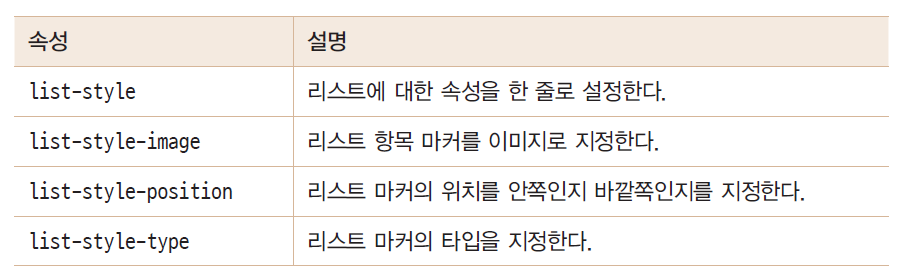 속성 설명
list-style 리스트에 대한 속성을 한 줄로 설정한다.
list-style-image 리스트 항목 마커를 이미지로 지정한다.
list-style-position 리스트 마커의 위치를 안쪽인지 바깥쪽인지를 지정한다.
list-style-type 리스트 마커의 타입을 지정한다.